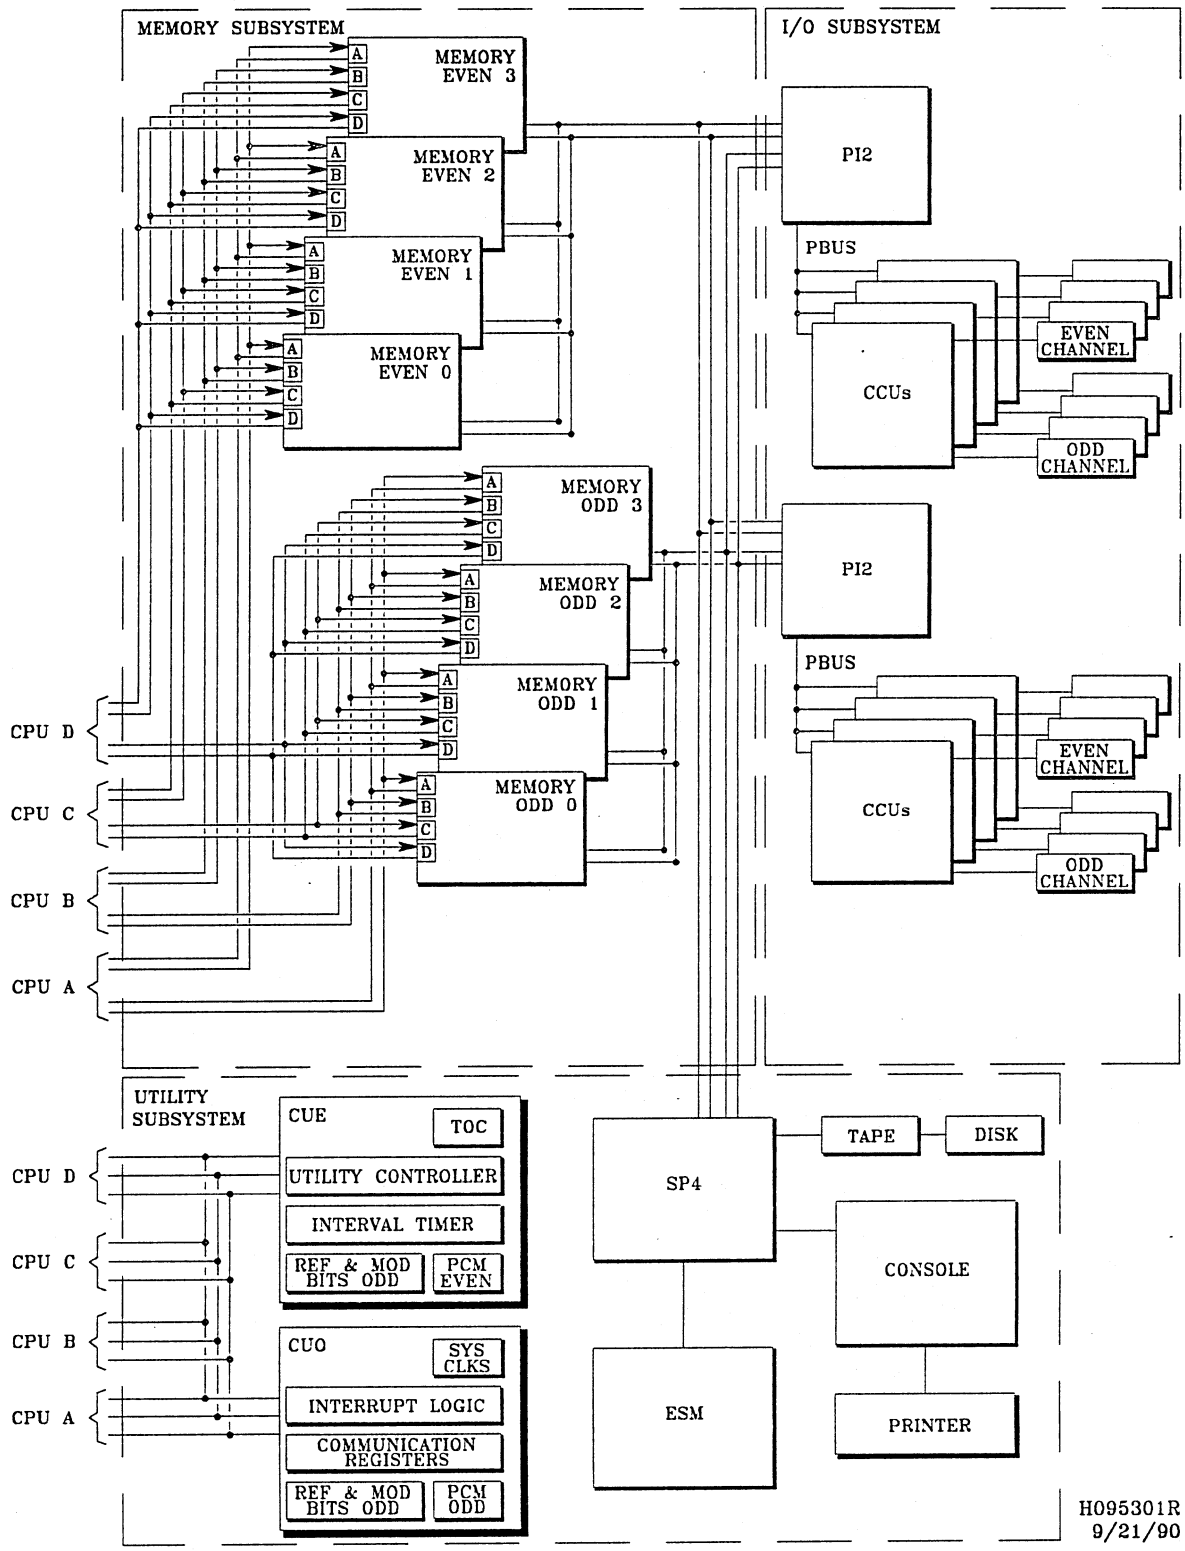 MEMORY SUBSYSTEM
A
B
C
D
MEMORY
EVEN 3
A
B
C
D
MEMORY
EVEN 2
A
B
C
D
MEMORY
EVEN 1
A
B
C
D
MEMORY
EVEN 0
A
B
C
D
MEMORY
ODD 3
A
B
C
D
MEMORY
ODD 2
A
B
C
D
MEMORY
ODD 1
A
B
C
D
MEMORY
ODD 0
CPU D
CPU C
CPU B
CPU A
I/O SUBSYSTEM
PI2
PBUS
CCUs
EVEN
CHANNEL
ODD
CHANNEL
PI2
PBUS
CCUs
EVEN
CHANNEL
ODD
CHANNEL
UTILITY
SUBSYSTEM
CPU D
CPU C
CPU B
CPU A
CUE
TOC
UTILITY CONTROLLER
INTERVAL TIMER
REF & MOD
BITS ODD
PCM
EVEN
CUO
SYS
CLKS
INTERRUPT LOGIC
COMMUNICATION
REGISTERS
REF & MOD
BITS ODD
PCM
ODD
SP4
TAPE
DISK
CONSOLE
ESM
PRINTER
H095301R
9/21/90